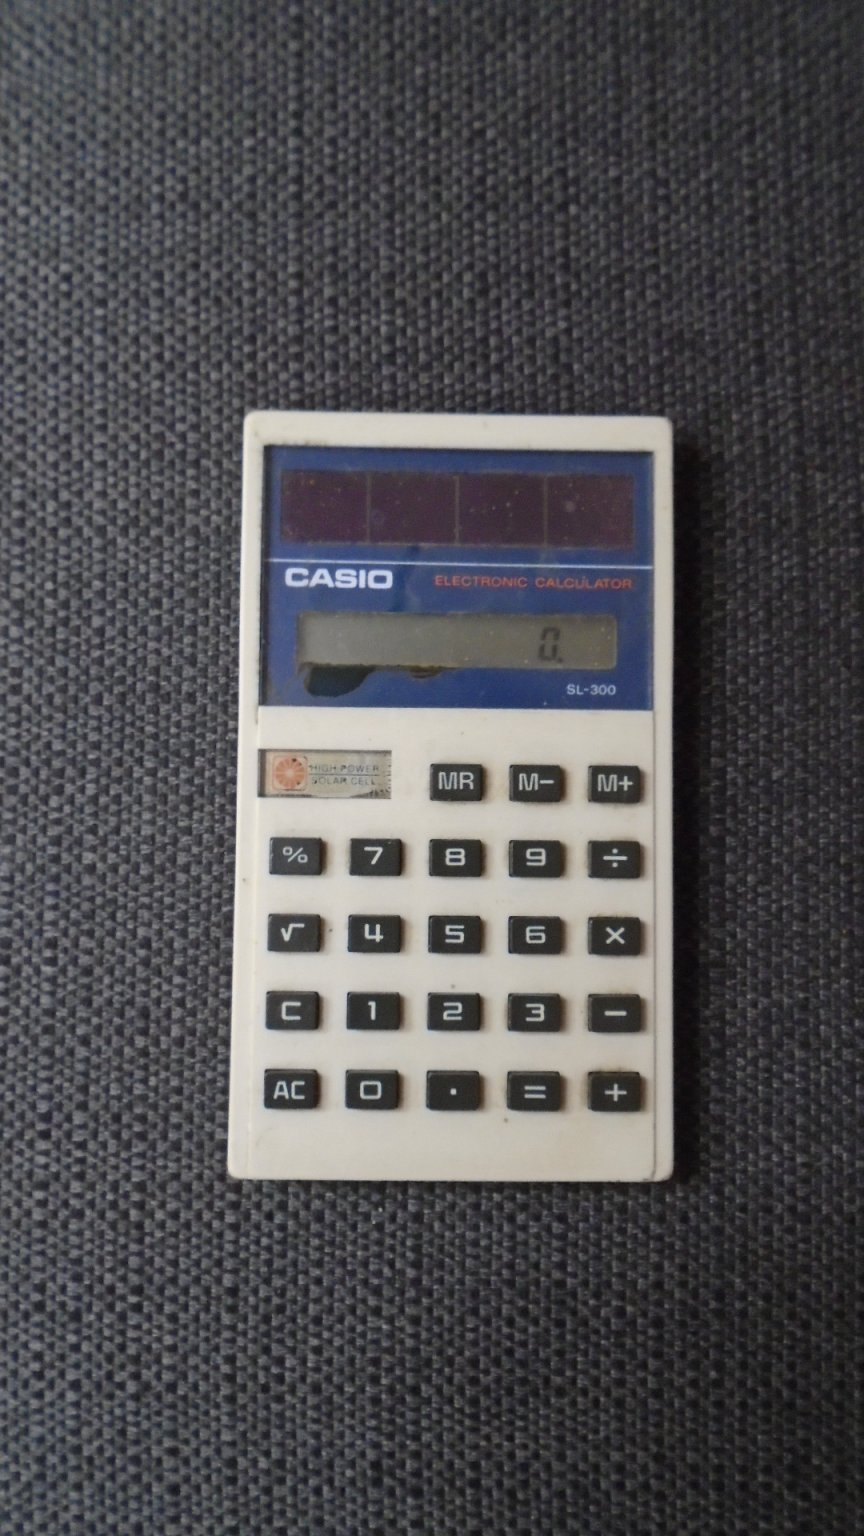 CASIO ELECTRONIC CALCULATOR
0.
SL-300
HIGH POWER
SOLAR CELL
MR M- M+
% 7 8 9 ÷
√ 4 5 6 ×
C 1 2 3 −
AC 0 . = +